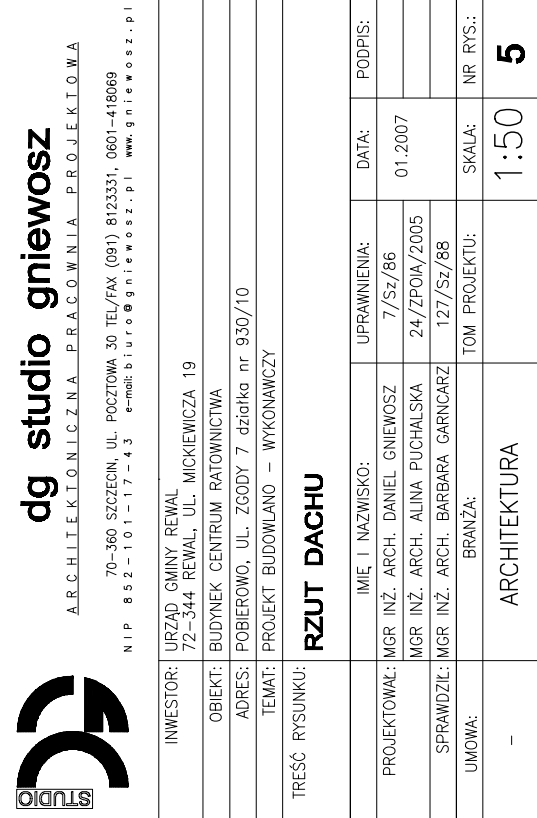 STUDIO
dg studio gniewosz
ARCHITEKTONICZNA PRACOWNIA PROJEKTOWA
70-360 SZCZECIN, UL. POCZTOWA 30 TEL/FAX (091) 8123331, 0601-418069
NIP 852-101-17-43 e-mail: biuro@gniewosz.pl www.gniewosz.pl
INWESTOR: URZĄD GMINY REWAL
72-344 REWAL, UL. MICKIEWICZA 19
OBIEKT: BUDYNEK CENTRUM RATOWNICTWA
ADRES: POBIEROWO, UL. ZGODY 7 działka nr 930/10
TEMAT: PROJEKT BUDOWLANO - WYKONAWCZY
TREŚĆ RYSUNKU:
RZUT DACHU
IMIĘ I NAZWISKO: UPRAWNIENIA: DATA: PODPIS:
PROJEKTOWAŁ: MGR INŻ. ARCH. DANIEL GNIEWOSZ 7/Sz/86 01.2007
MGR INŻ. ARCH. ALINA PUCHALSKA 24/ZPOIA/2005
SPRAWDZIŁ: MGR INŻ. ARCH. BARBARA GARNCARZ 127/Sz/88
UMOWA: BRANŻA: TOM PROJEKTU: SKALA: NR RYS.:
- ARCHITEKTURA 1:50 5